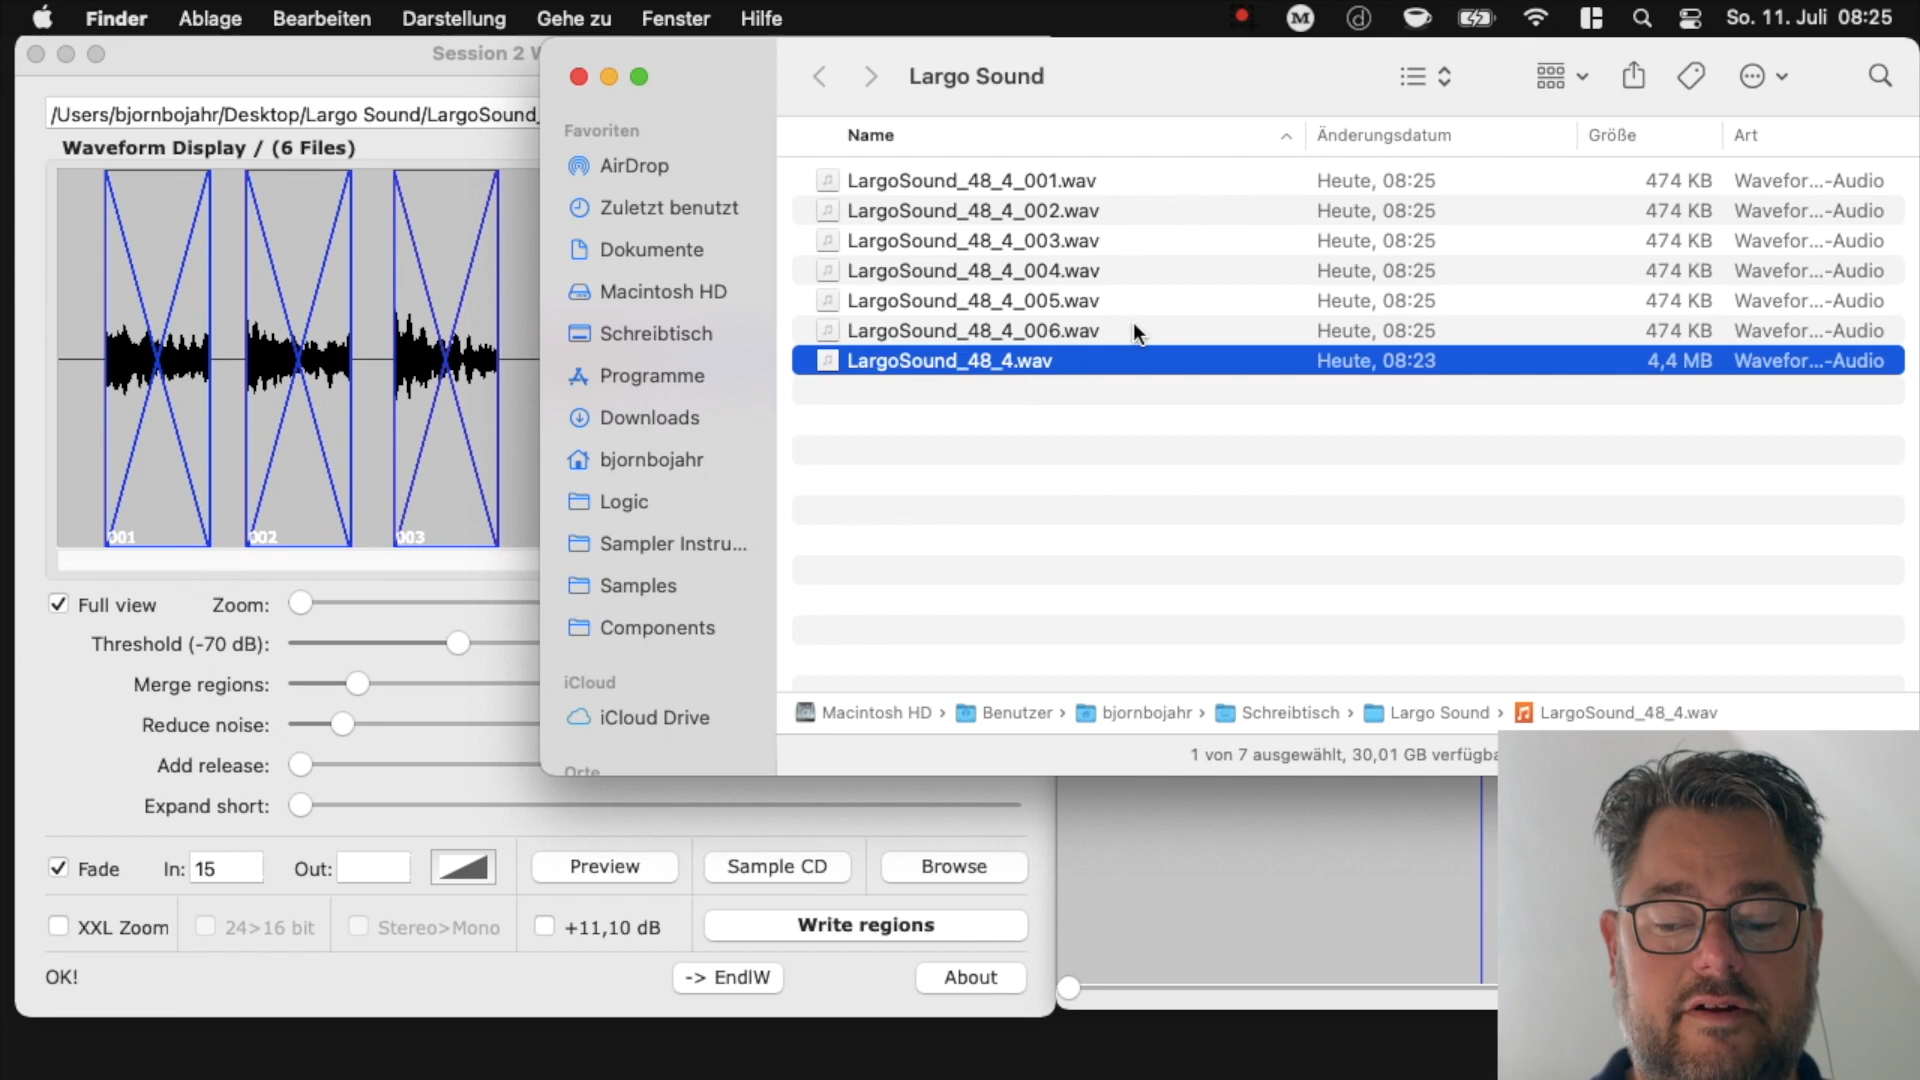 Finder Ablage Bearbeiten Darstellung Gehe zu Fenster Hilfe So. 11. Juli 08:25
Session 2 W
/Users/bjornbojahr/Desktop/Largo Sound/LargoSound_
Waveform Display / (6 Files)
001 002 003
Full view Zoom:
Threshold (-70 dB):
Merge regions:
Reduce noise:
Add release:
Expand short:
Fade In: 15 Out: Preview Sample CD Browse
XXL Zoom 24>16 bit Stereo>Mono +11,10 dB Write regions
OK! -> EndlW About
Favoriten
AirDrop
Zuletzt benutzt
Dokumente
Macintosh HD
Schreibtisch
Programme
Downloads
bjornbojahr
Logic
Sampler Instru...
Samples
Components
iCloud
iCloud Drive
Orte
Largo Sound
Name Änderungsdatum Größe Art
LargoSound_48_4_001.wav Heute, 08:25 474 KB Wavefor...-Audio
LargoSound_48_4_002.wav Heute, 08:25 474 KB Wavefor...-Audio
LargoSound_48_4_003.wav Heute, 08:25 474 KB Wavefor...-Audio
LargoSound_48_4_004.wav Heute, 08:25 474 KB Wavefor...-Audio
LargoSound_48_4_005.wav Heute, 08:25 474 KB Wavefor...-Audio
LargoSound_48_4_006.wav Heute, 08:25 474 KB Wavefor...-Audio
LargoSound_48_4.wav Heute, 08:23 4,4 MB Wavefor...-Audio
Macintosh HD › Benutzer › bjornbojahr › Schreibtisch › Largo Sound › LargoSound_48_4.wav
1 von 7 ausgewählt, 30,01 GB verfügba